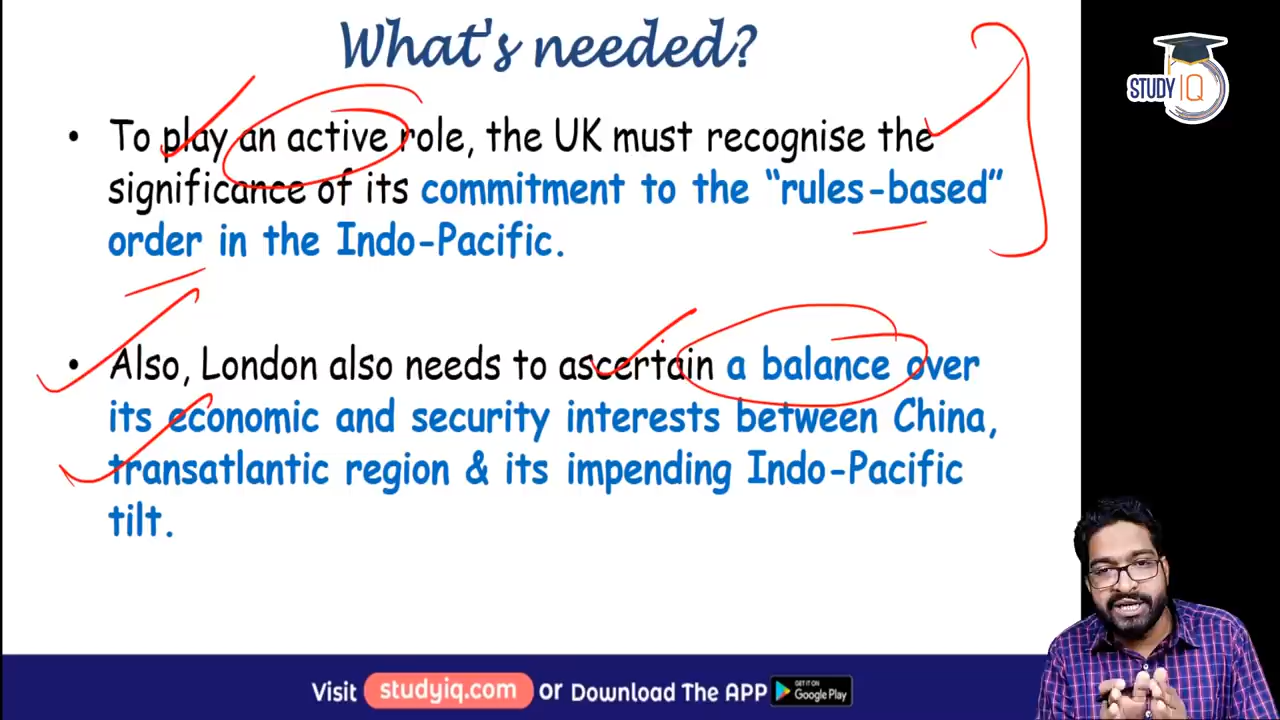 What's needed?
STUDY IQ
• To play an active role, the UK must recognise the
significance of its commitment to the “rules-based”
order in the Indo-Pacific.
• Also, London also needs to ascertain a balance over
its economic and security interests between China,
transatlantic region & its impending Indo-Pacific
tilt.
Visit studyiq.com or Download The APP GET IT ON Google Play